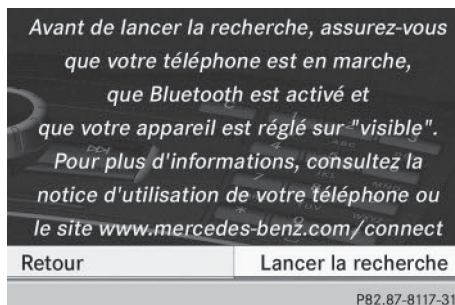 Avant de lancer la recherche, assurez-vous
que votre téléphone est en marche,
que Bluetooth est activé et
que votre appareil est réglé sur "visible".
Pour plus d'informations, consultez la
notice d'utilisation de votre téléphone ou
le site www.mercedes-benz.com/connect
Retour
Lancer la recherche
P82.87-8117-31